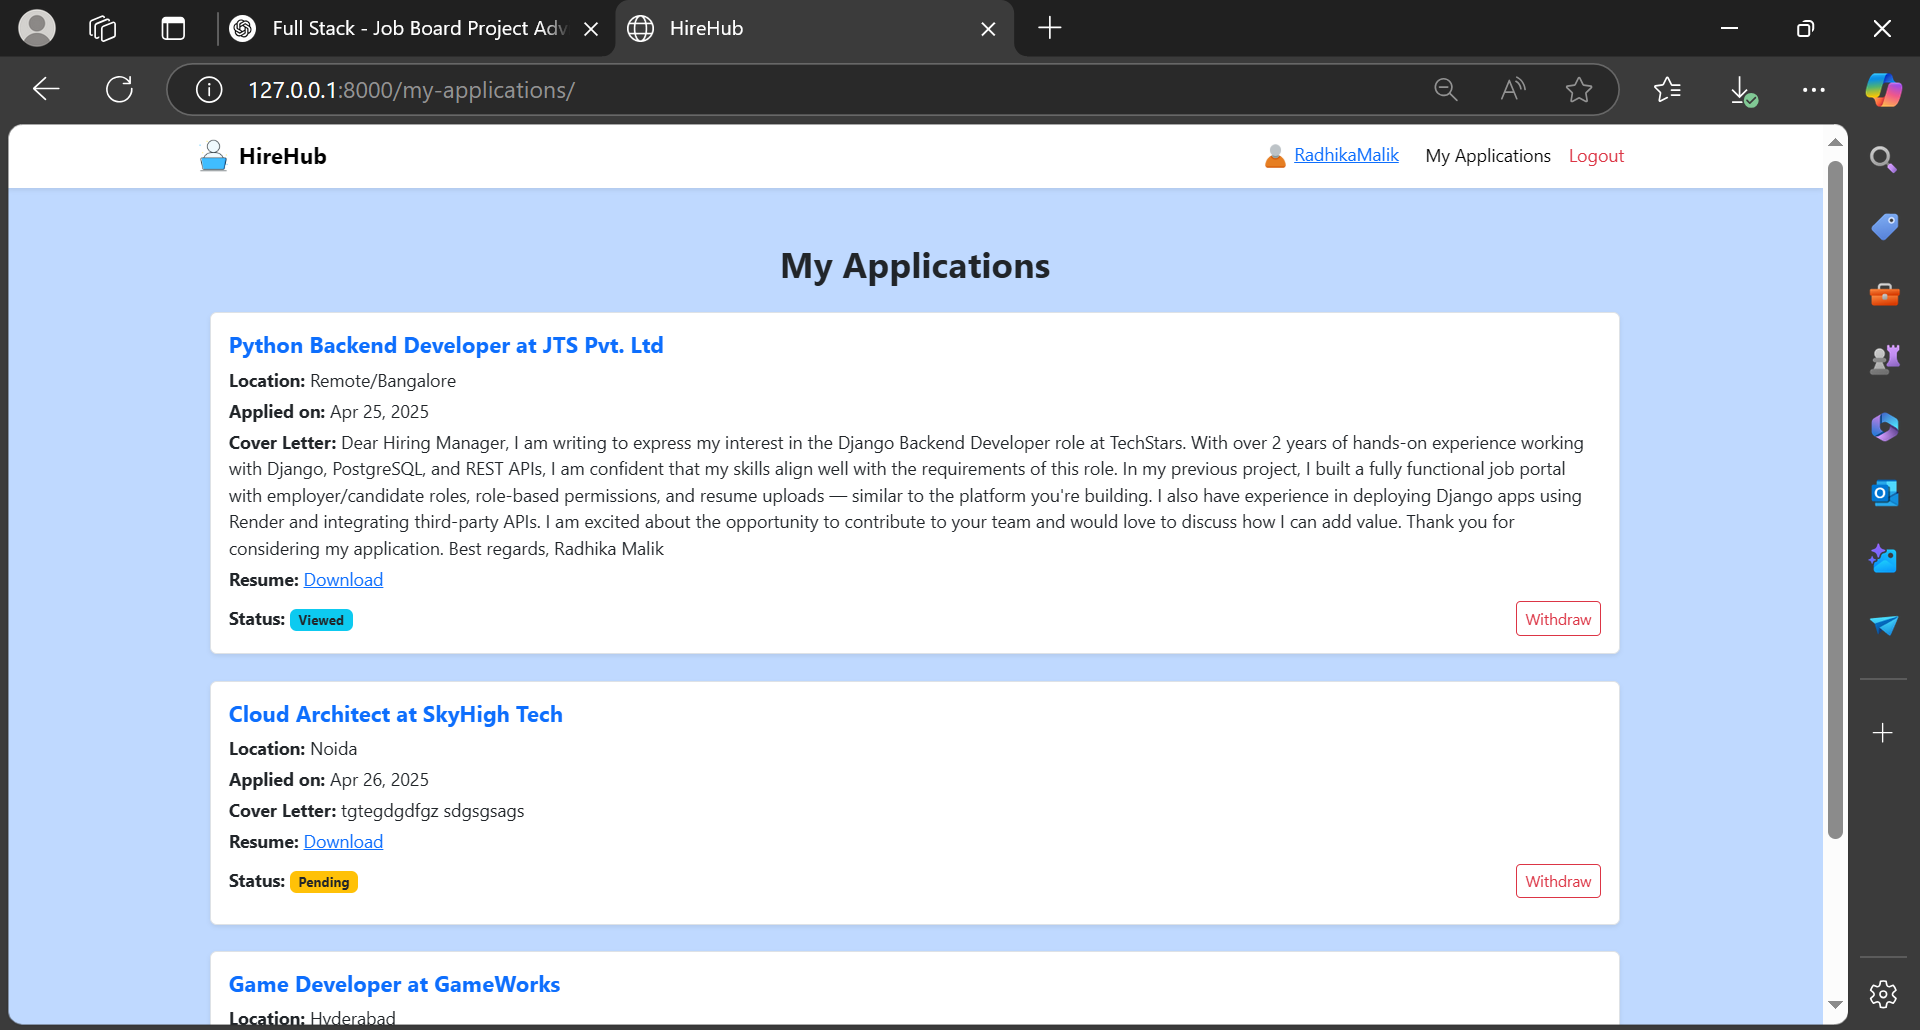 Full Stack - Job Board Project Adv
HireHub
127.0.0.1:8000/my-applications/
HireHub
RadhikaMalik My Applications Logout
My Applications
Python Backend Developer at JTS Pvt. Ltd
Location: Remote/Bangalore
Applied on: Apr 25, 2025
Cover Letter: Dear Hiring Manager, I am writing to express my interest in the Django Backend Developer role at TechStars. With over 2 years of hands-on experience working
with Django, PostgreSQL, and REST APIs, I am confident that my skills align well with the requirements of this role. In my previous project, I built a fully functional job portal
with employer/candidate roles, role-based permissions, and resume uploads — similar to the platform you're building. I also have experience in deploying Django apps using
Render and integrating third-party APIs. I am excited about the opportunity to contribute to your team and would love to discuss how I can add value. Thank you for
considering my application. Best regards, Radhika Malik
Resume: Download
Status: Viewed
Withdraw
Cloud Architect at SkyHigh Tech
Location: Noida
Applied on: Apr 26, 2025
Cover Letter: tgtegdgdfgz sdgsgsags
Resume: Download
Status: Pending
Withdraw
Game Developer at GameWorks
Location: Hyderabad